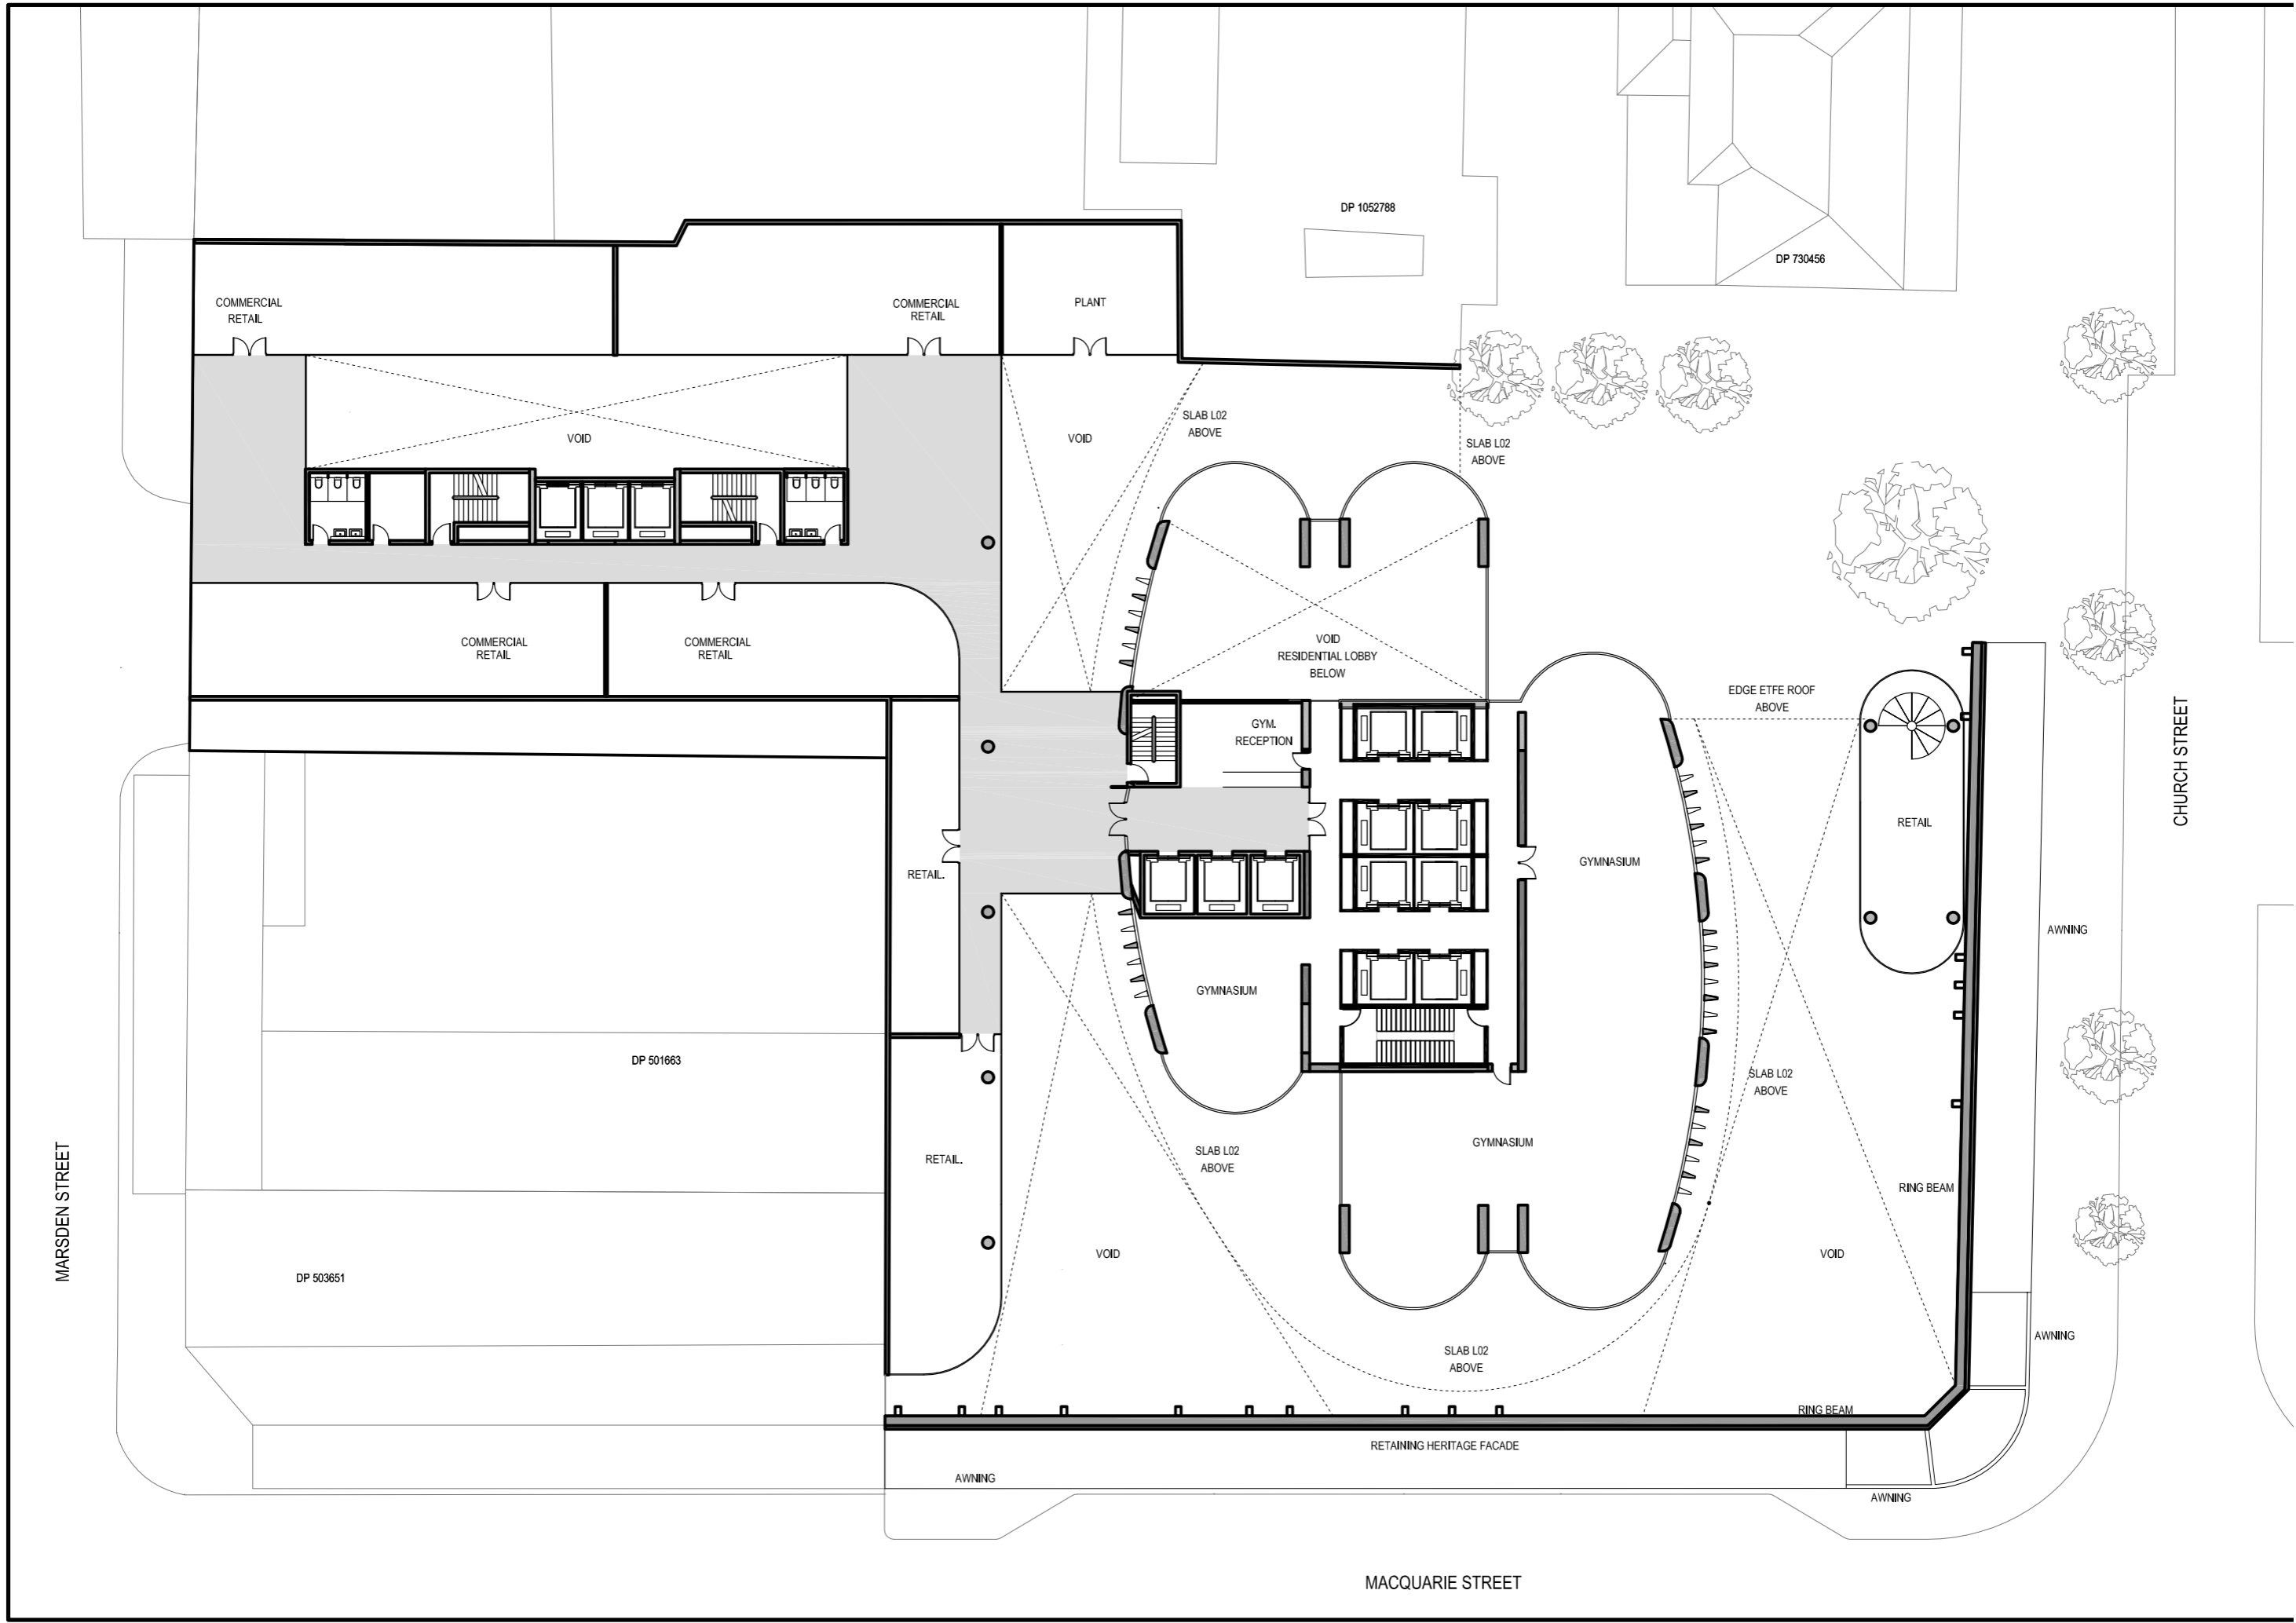 DP 1052788
DP 730456
COMMERCIAL
RETAIL
COMMERCIAL
RETAIL
PLANT
VOID
VOID
SLAB L02
ABOVE
SLAB L02
ABOVE
COMMERCIAL
RETAIL
COMMERCIAL
RETAIL
VOID
RESIDENTIAL LOBBY
BELOW
GYM.
RECEPTION
EDGE ETFE ROOF
ABOVE
CHURCH STREET
RETAIL
GYMNASIUM
RETAIL.
AWNING
GYMNASIUM
DP 501663
SLAB L02
ABOVE
GYMNASIUM
SLAB L02
ABOVE
RETAIL.
RING BEAM
MARSDEN STREET
VOID
VOID
DP 503651
AWNING
SLAB L02
ABOVE
RING BEAM
RETAINING HERITAGE FACADE
AWNING
AWNING
MACQUARIE STREET